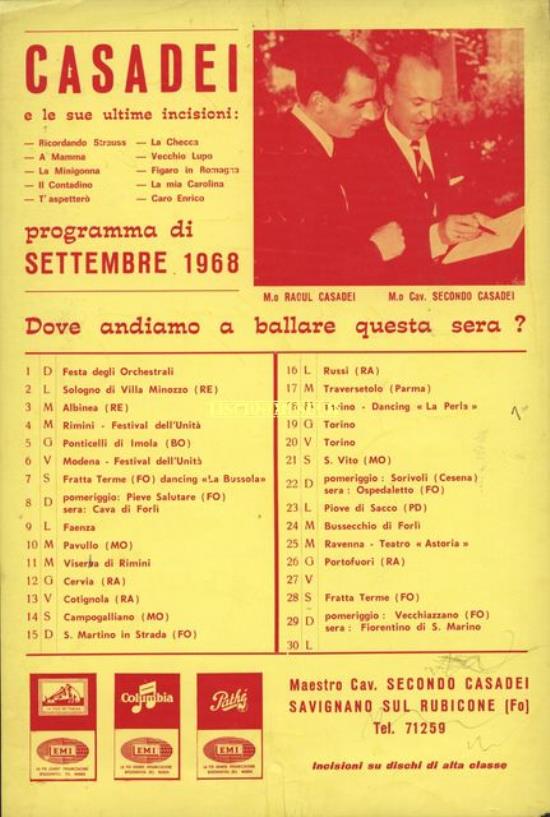 CASADEI
e le sue ultime incisioni:
— Ricordando Strauss
— A' Mamma
— La Minigonna
— Il Contadino
— T'aspetterò
— La Checca
— Vecchio Lupo
— Figaro in Romagna
— La mia Carolina
— Caro Enrico
programma di
SETTEMBRE 1968
M.o RAOUL CASADEI
M.o Cav. SECONDO CASADEI
Dove andiamo a ballare questa sera ?
1 D Festa degli Orchestrali
2 L Sologno di Villa Minozzo (RE)
3 M Albinea (RE)
4 M Rimini - Festival dell'Unità
5 G Ponticelli di Imola (BO)
6 V Modena - Festival dell'Unità
7 S Fratta Terme (FO) dancing «La Bussola»
8 D pomeriggio: Pieve Salutare (FO)
sera: Cava di Forlì
9 L Faenza
10 M Pavullo (MO)
11 M Viserba di Rimini
12 G Cervia (RA)
13 V Cotignola (RA)
14 S Campogalliano (MO)
15 D S. Martino in Strada (FO)
16 L Russi (RA)
17 M Traversetolo (Parma)
18 - Dancing « La Perla »
19 G Torino
20 V Torino
21 S S. Vito (MO)
22 D pomeriggio : Sorivoli (Cesena)
sera : Ospedaletto (FO)
23 L Piove di Sacco (PD)
24 M Bussecchio di Forlì
25 M Ravenna - Teatro « Astoria »
26 G Portofuori (RA)
27 V
28 S Fratta Terme (FO)
29 D pomeriggio : Vecchiazzano (FO)
sera : Fiorentino di S. Marino
30 L
Columbia
Pathé
EMI
EMI
EMI
Maestro Cav. SECONDO CASADEI
SAVIGNANO SUL RUBICONE (Fo)
Tel. 71259
Incisioni su dischi di alta classe